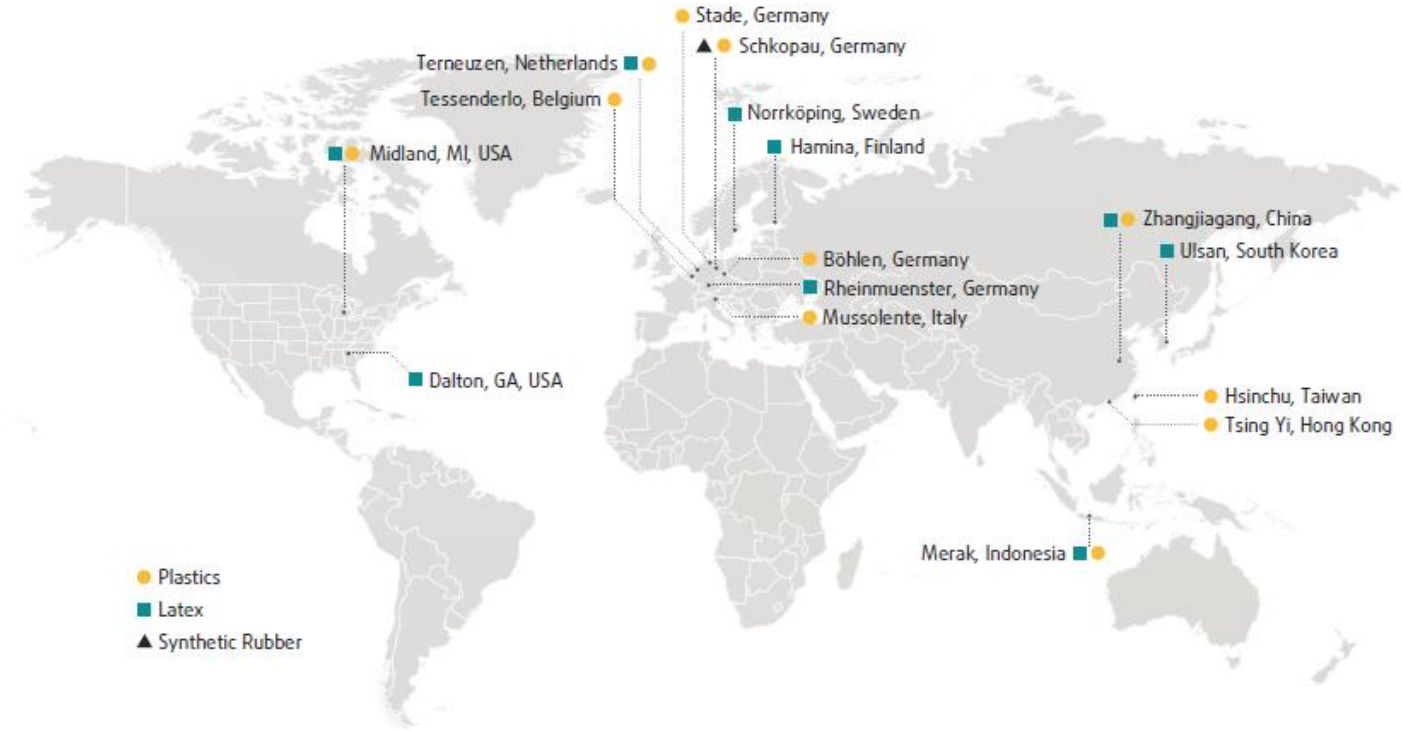 Stade, Germany
Schkopau, Germany
Terneuzen, Netherlands
Tessenderlo, Belgium
Norrköping, Sweden
Hamina, Finland
Midland, MI, USA
Zhangjiagang, China
Ulsan, South Korea
Böhlen, Germany
Rheinmuenster, Germany
Mussolente, Italy
Dalton, GA, USA
Hsinchu, Taiwan
Tsing Yi, Hong Kong
Merak, Indonesia
Plastics
Latex
Synthetic Rubber